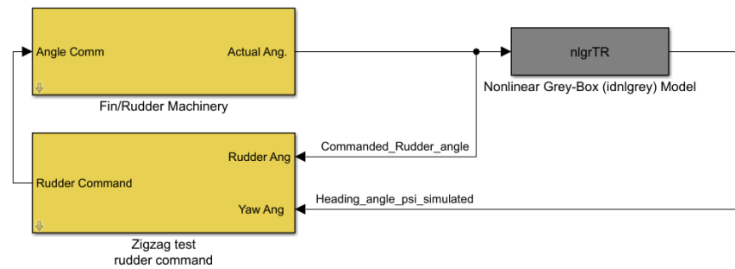 Angle Comm
Actual Ang.
nlgrTR
Fin/Rudder Machinery
Nonlinear Grey-Box (idnlgrey) Model
Commanded_Rudder_angle
Rudder Ang
Rudder Command
Heading_angle_psi_simulated
Yaw Ang
Zigzag test
rudder command